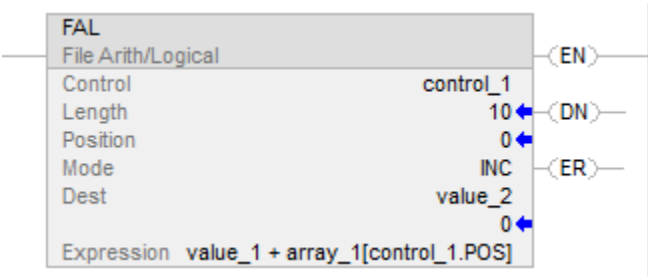 FAL
File Arith/Logical (EN)
Control control_1
Length 10 (DN)
Position 0
Mode INC (ER)
Dest value_2
0
Expression value_1 + array_1[control_1.POS]